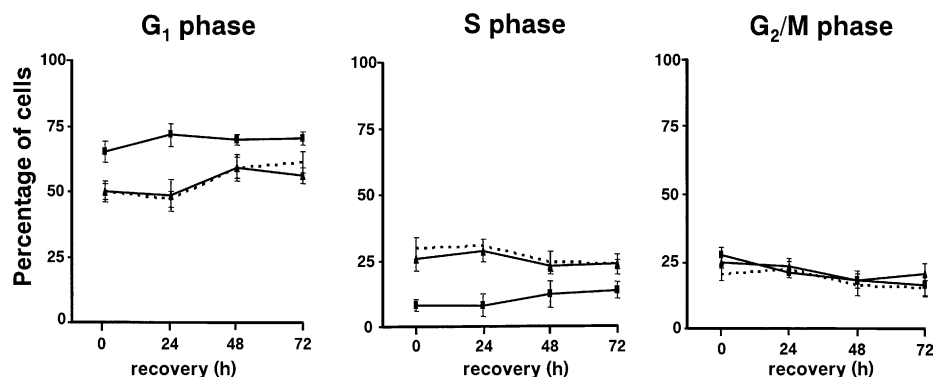 G₁ phase
S phase
G₂/M phase
Percentage of cells
100
75
50
25
0
0 24 48 72
recovery (h)
100
75
50
25
0
0 24 48 72
recovery (h)
100
75
50
25
0
0 24 48 72
recovery (h)